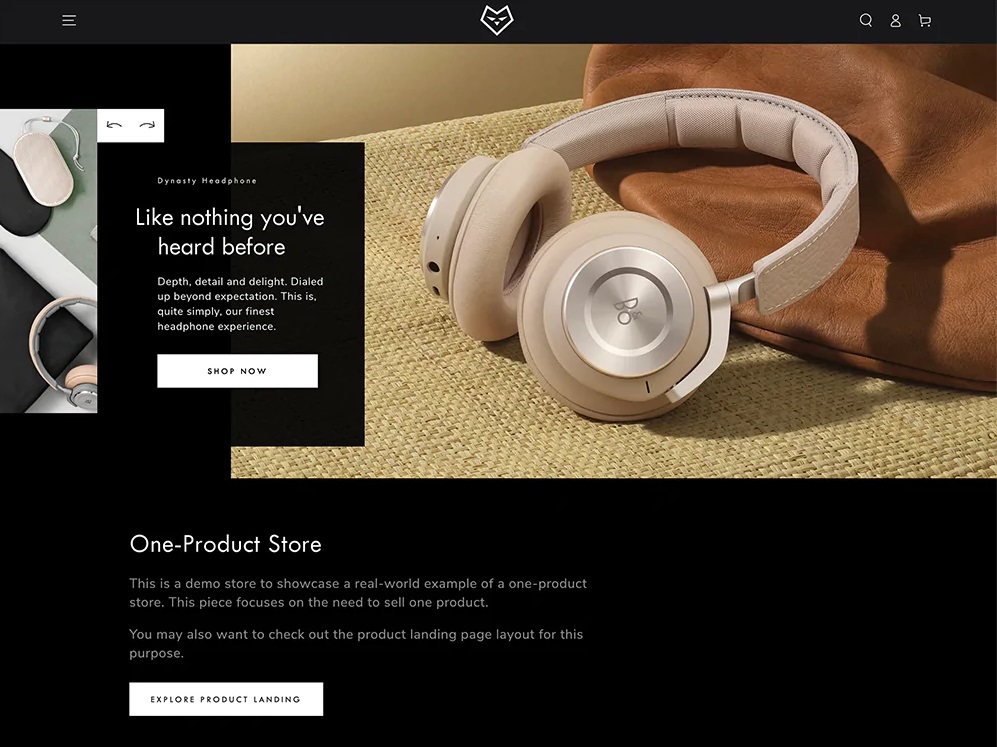 Dynasty Headphone
Like nothing you've
heard before
Depth, detail and delight. Dialed
up beyond expectation. This is,
quite simply, our finest
headphone experience.
SHOP NOW
B&O
One-Product Store
This is a demo store to showcase a real-world example of a one-product
store. This piece focuses on the need to sell one product.
You may also want to check out the product landing page layout for this
purpose.
EXPLORE PRODUCT LANDING